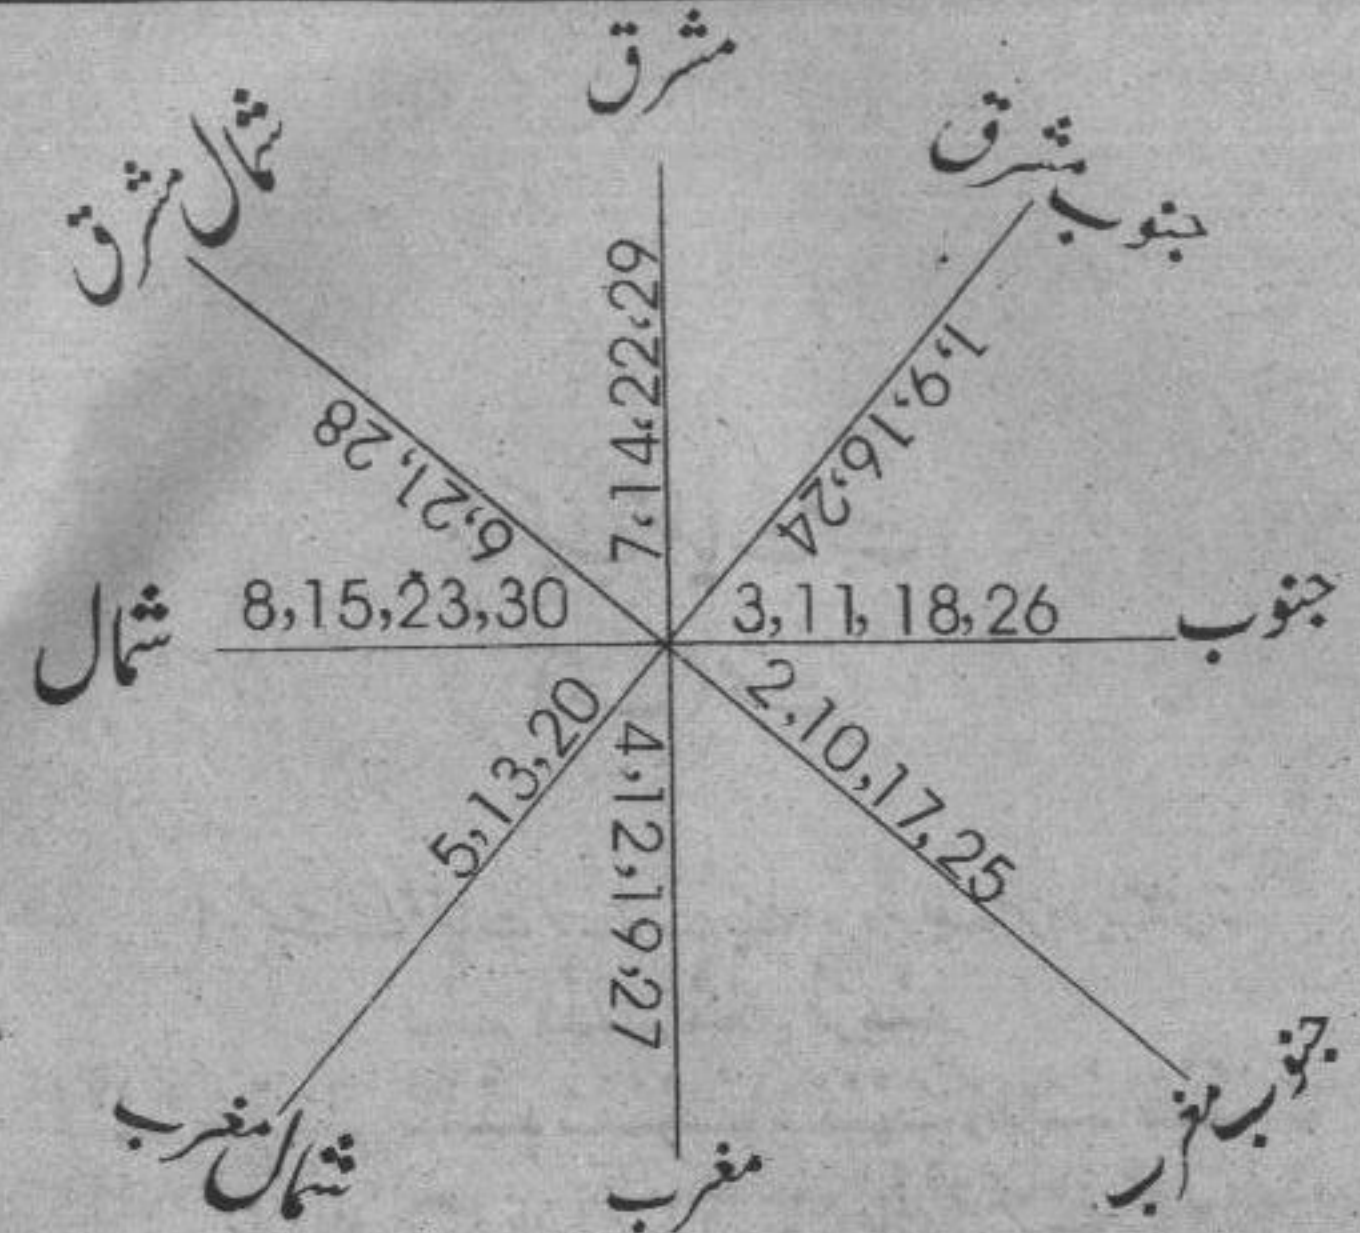 مشرق
جنوب مشرق
شمال مشرق
7,14,22,29
1,9,16,24
6,21,28
شمال
8,15,23,30
3,11,18,26
جنوب
5,13,20
4,12,19,27
2,10,17,25
جنوب مغرب
شمال مغرب
مغرب